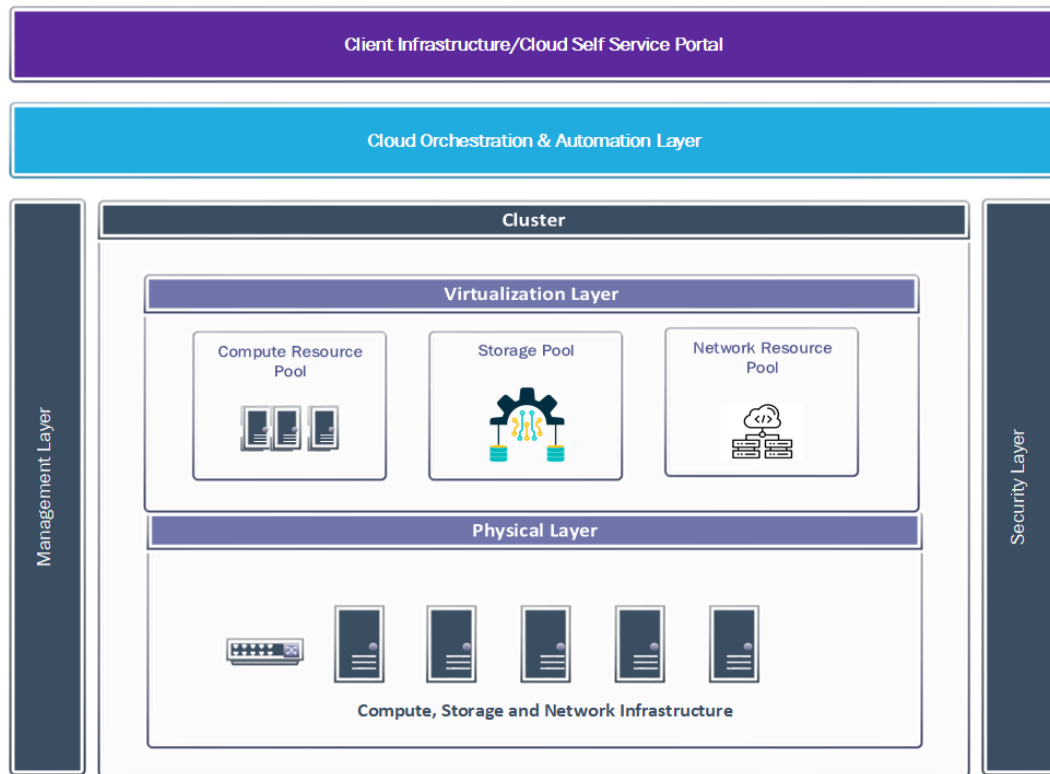 Client Infrastructure/Cloud Self Service Portal
Cloud Orchestration & Automation Layer
Management Layer
Cluster
Virtualization Layer
Compute Resource
Pool
Storage Pool
Network Resource
Pool
</>
Physical Layer
Compute, Storage and Network Infrastructure
Security Layer